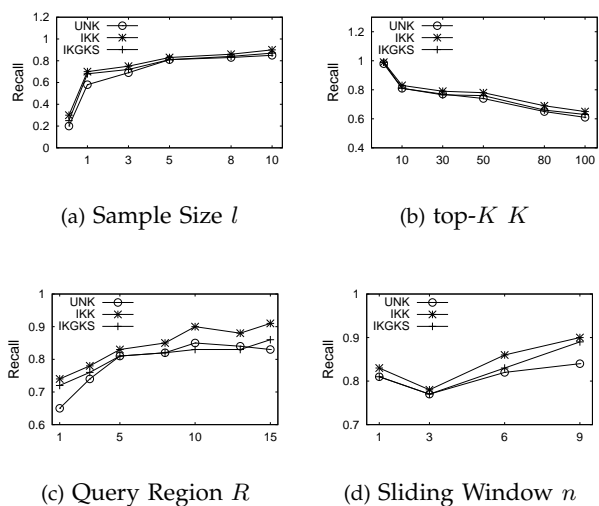 1.2
1
0.8
0.6
0.4
0.2
0
Recall
UNK
IKK
IKGKS
1 3 5 8 10
(a) Sample Size l
1.2
1
0.8
0.6
0.4
Recall
UNK
IKK
IKGKS
10 30 50 80 100
(b) top-K K
1
0.9
0.8
0.7
0.6
Recall
UNK
IKK
IKGKS
1 5 10 15
(c) Query Region R
1
0.9
0.8
0.7
Recall
UNK
IKK
IKGKS
1 3 6 9
(d) Sliding Window n